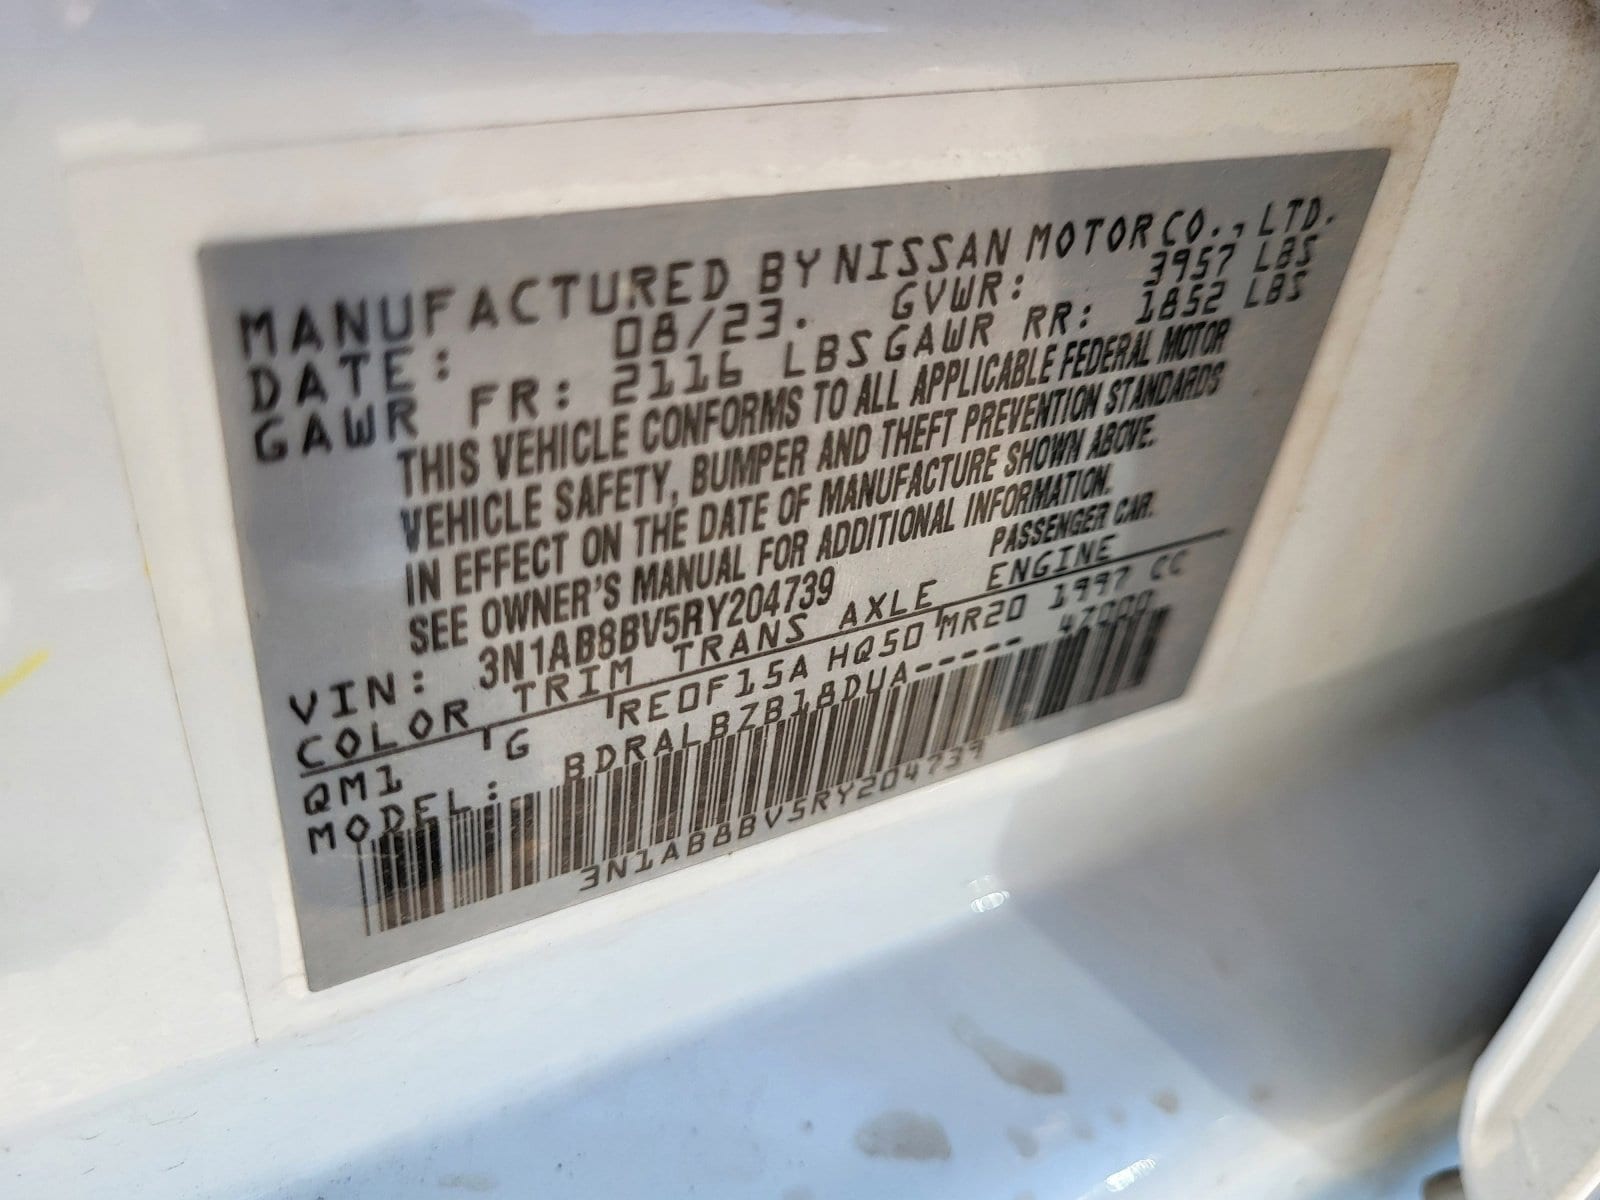 MANUFACTURED BY NISSAN MOTOR CO., LTD.
DATE: 08/23. GVWR: 3957 LBS
GAWR FR: 2116 LBS GAWR RR: 1852 LBS
THIS VEHICLE CONFORMS TO ALL APPLICABLE FEDERAL MOTOR
VEHICLE SAFETY, BUMPER AND THEFT PREVENTION STANDARDS
IN EFFECT ON THE DATE OF MANUFACTURE SHOWN ABOVE.
SEE OWNER'S MANUAL FOR ADDITIONAL INFORMATION.
VIN: 3N1AB8BV5RY204739 PASSENGER CAR.
COLOR TRIM TRANS AXLE ENGINE
QM1 G RE0F15A HQ50 MR20 1997 CC
MODEL: BDRALBZB18DUA-----
3N1AB8BV5RY204739